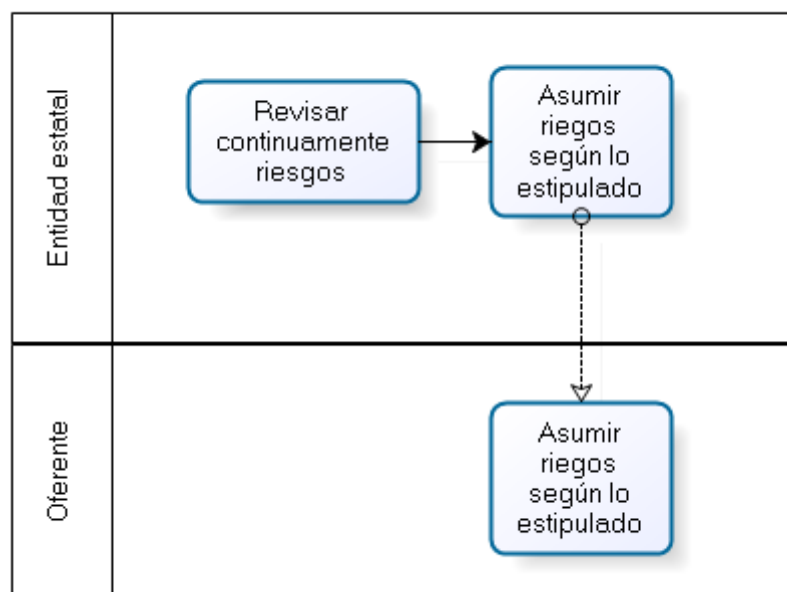 Entidad estatal
Revisar
continuamente
riesgos
Asumir
riegos
según lo
estipulado
Oferente
Asumir
riegos
según lo
estipulado